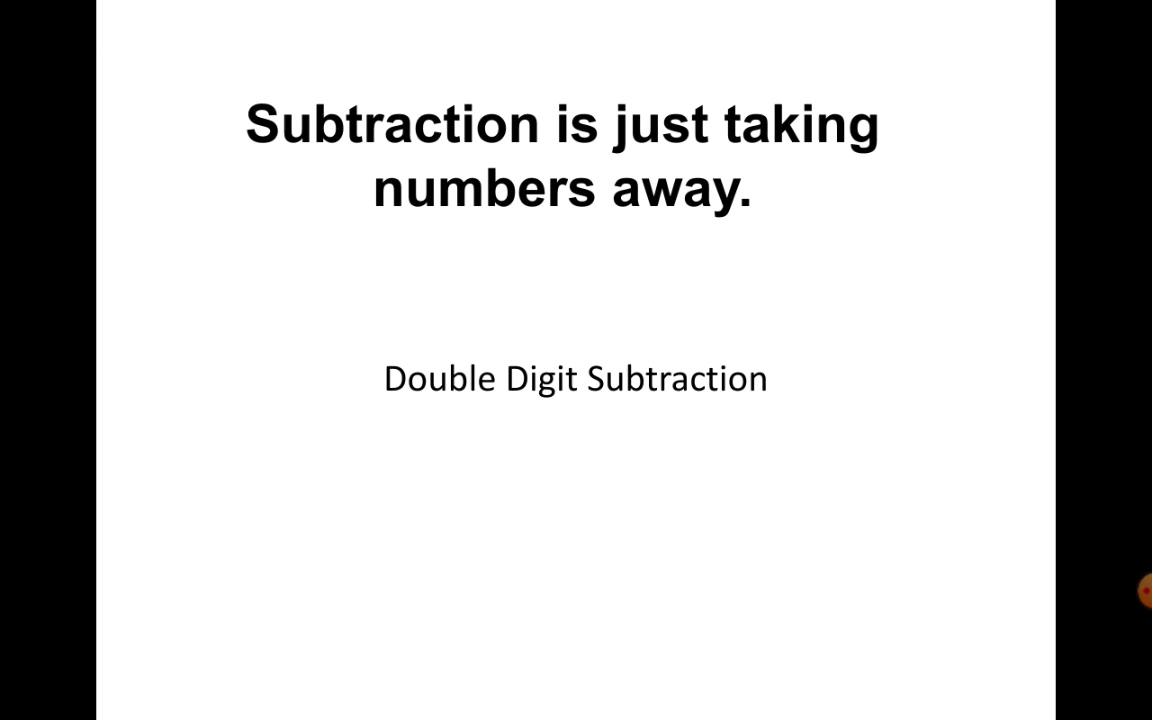 Subtraction is just taking
numbers away.
Double Digit Subtraction